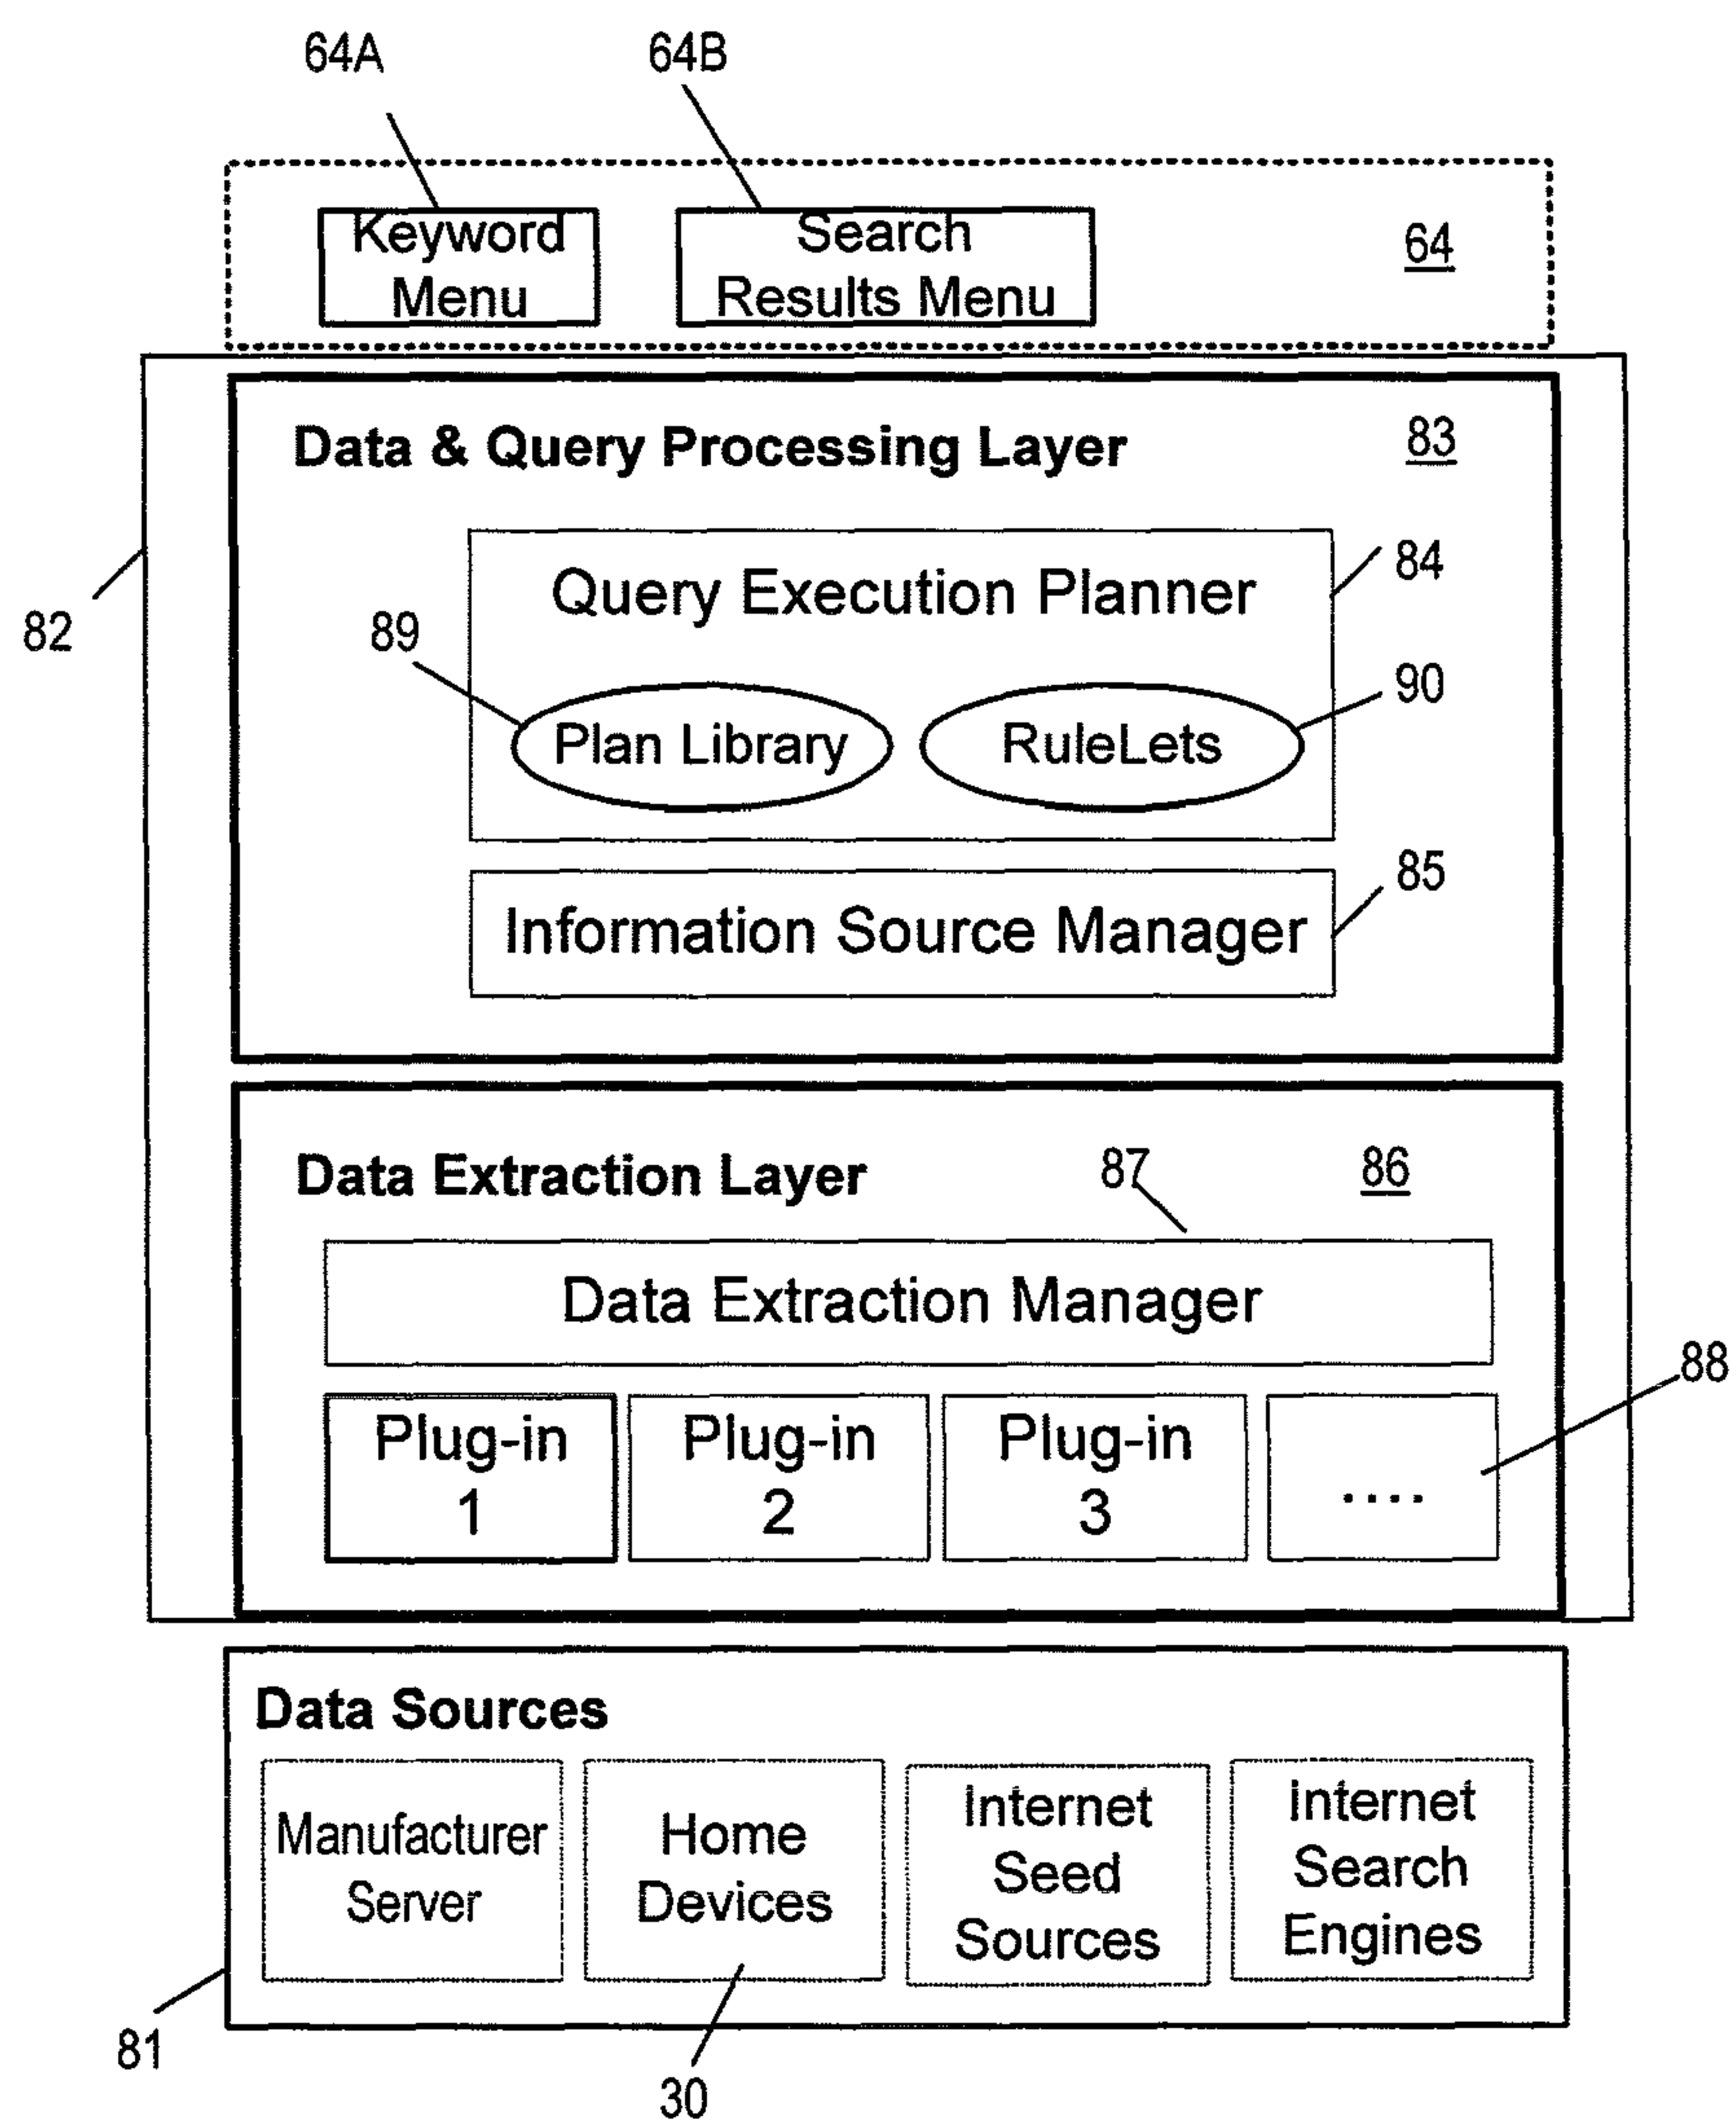 64A
64B
Keyword
Menu
Search
Results Menu
64
Data & Query Processing Layer
83
82
Query Execution Planner
84
89
90
Plan Library
RuleLets
85
Information Source Manager
Data Extraction Layer
87
86
Data Extraction Manager
88
Plug-in
1
Plug-in
2
Plug-in
3
....
Data Sources
Manufacturer
Server
Home
Devices
Internet
Seed
Sources
Internet
Search
Engines
81
30